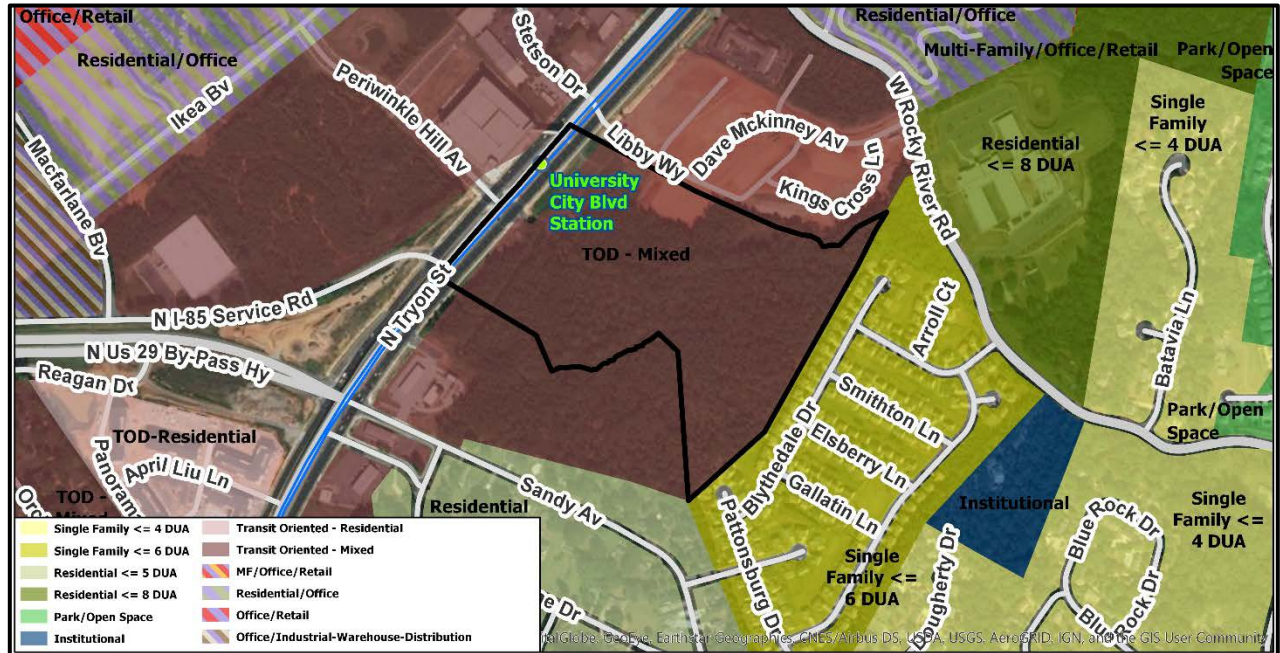 Office/Retail
Residential/Office
Ikea Bv
Macfarlane Bv
Periwinkle Hill Av
Stetson Dr
Libby Wy
Dave Mckinney Av
Kings Cross Ln
W Rocky River Rd
Residential/Office
Multi-Family/Office/Retail
Park/Open
Space
Single
Family
<= 4 DUA
Residential
<= 8 DUA
University
City Blvd
Station
TOD - Mixed
N I-85 Service Rd
N Tryon St
N Us 29 By-Pass Hy
Reagan Dr
TOD-Residential
Panoram
April Liu Ln
TOD -
Mixed
Residential
Sandy Av
Arroll Ct
Smithton Ln
Elsberry Ln
Gallatin Ln
Blythedale Dr
Pattonsburg Dr
Single
Family <=
6 DUA
Institutional
Dougherty Dr
Batavia Ln
Park/Open
Space
Single
Family <=
4 DUA
Blue Rock Dr
Blue Rock Dr
e Dr
Single Family <= 4 DUA
Single Family <= 6 DUA
Residential <= 5 DUA
Residential <= 8 DUA
Park/Open Space
Institutional
Transit Oriented - Residential
Transit Oriented - Mixed
MF/Office/Retail
Residential/Office
Office/Retail
Office/Industrial-Warehouse-Distribution
GeoEye, Earthstar Geographics, CNES/Airbus DS, USDA, USGS, AeroGRID, IGN, and the GIS User Community